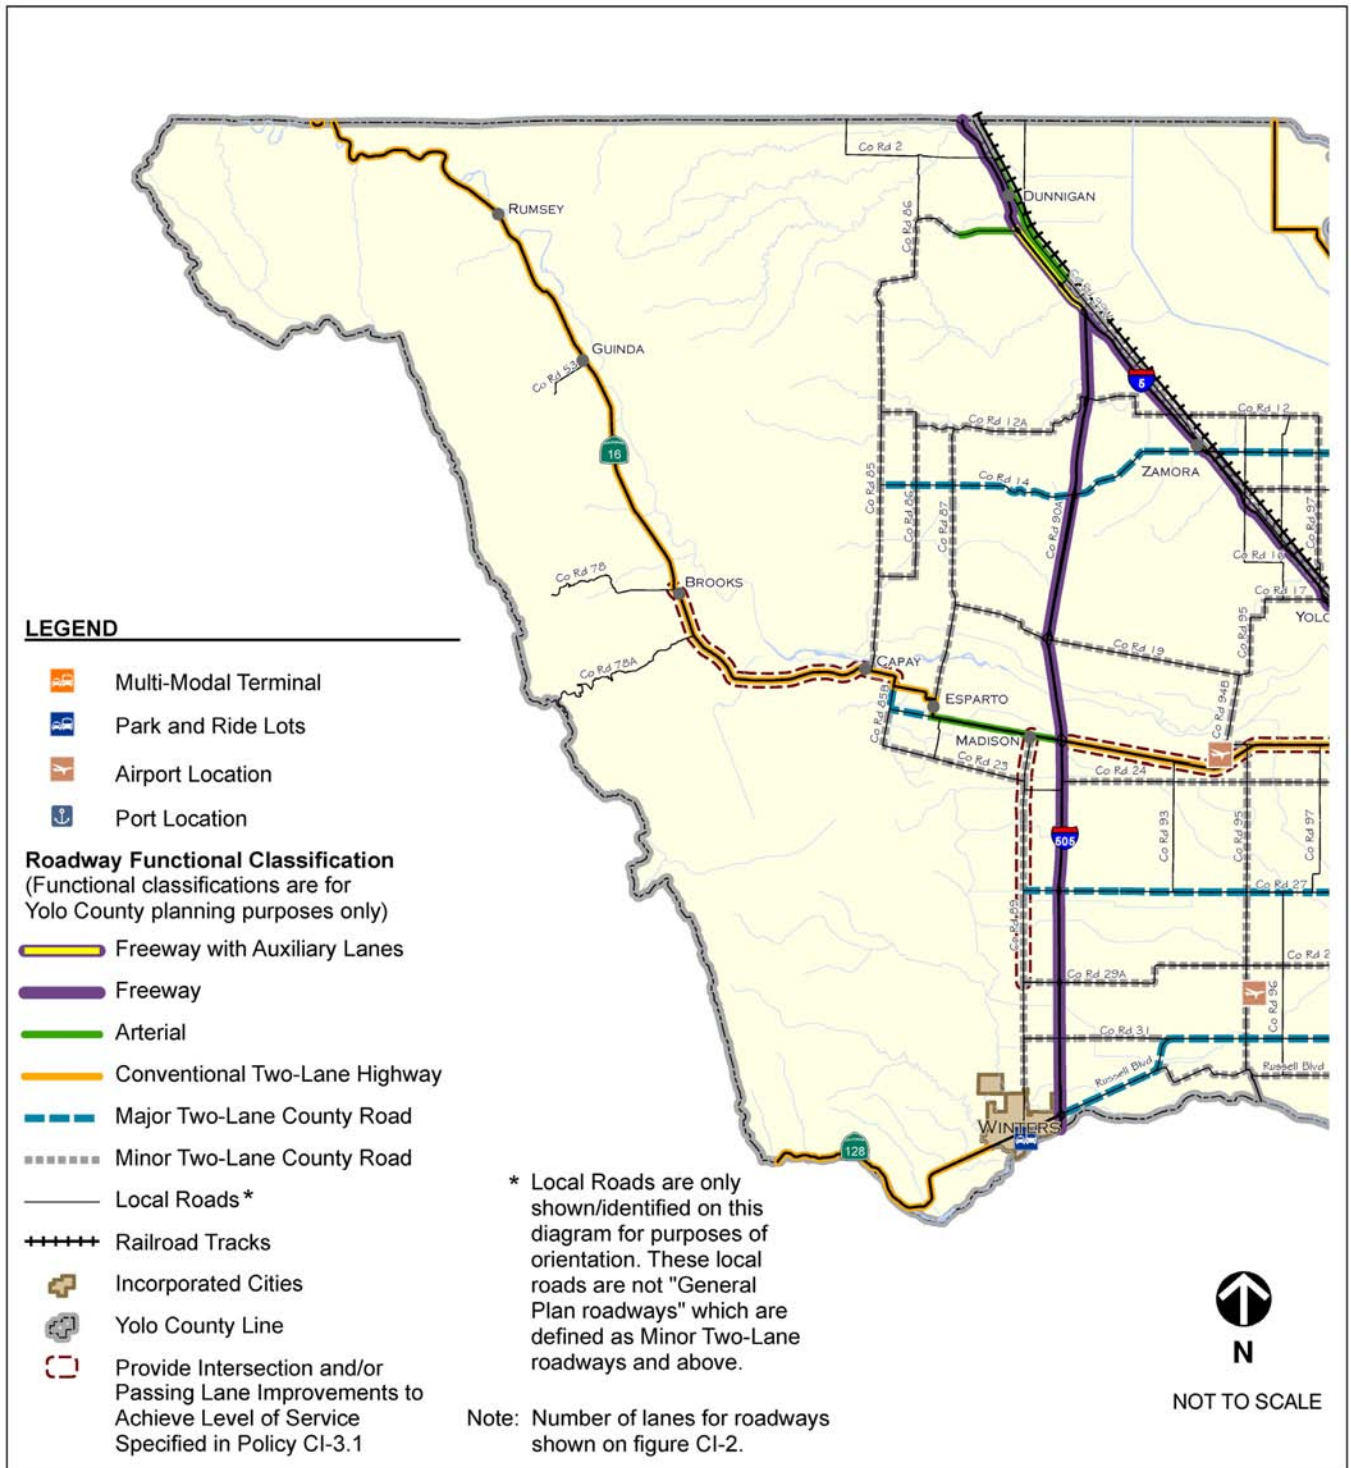 Co Rd 2
DUNNIGAN
Co Rd 86
RUMSEY
GUINDA
Co Rd 53
5
16
Co Rd 12
Co Rd 12A
ZAMORA
Co Rd 14
Co Rd 85
Co Rd 86
Co Rd 87
Co Rd 90A
Co Rd 97
Co Rd 78
BROOKS
Co Rd 17
Co Rd 95
Co Rd 19
Co Rd 78A
CAPAY
Co Rd 85B
ESPARTO
Co Rd 94B
MADISON
Co Rd 23
Co Rd 24
505
Co Rd 93
Co Rd 95
Co Rd 97
Co Rd 27
Co Rd 89
Co Rd 29A
Co Rd 2
Co Rd 96
Co Rd 31
Russell Blvd
Russell Blvd
WINTERS
128
LEGEND
Multi-Modal Terminal
Park and Ride Lots
Airport Location
Port Location
Roadway Functional Classification
(Functional classifications are for
Yolo County planning purposes only)
Freeway with Auxiliary Lanes
Freeway
Arterial
Conventional Two-Lane Highway
Major Two-Lane County Road
Minor Two-Lane County Road
Local Roads*
Railroad Tracks
Incorporated Cities
Yolo County Line
Provide Intersection and/or
Passing Lane Improvements to
Achieve Level of Service
Specified in Policy CI-3.1
* Local Roads are only
shown/identified on this
diagram for purposes of
orientation. These local
roads are not "General
Plan roadways" which are
defined as Minor Two-Lane
roadways and above.
Note: Number of lanes for roadways
shown on figure CI-2.
N
NOT TO SCALE